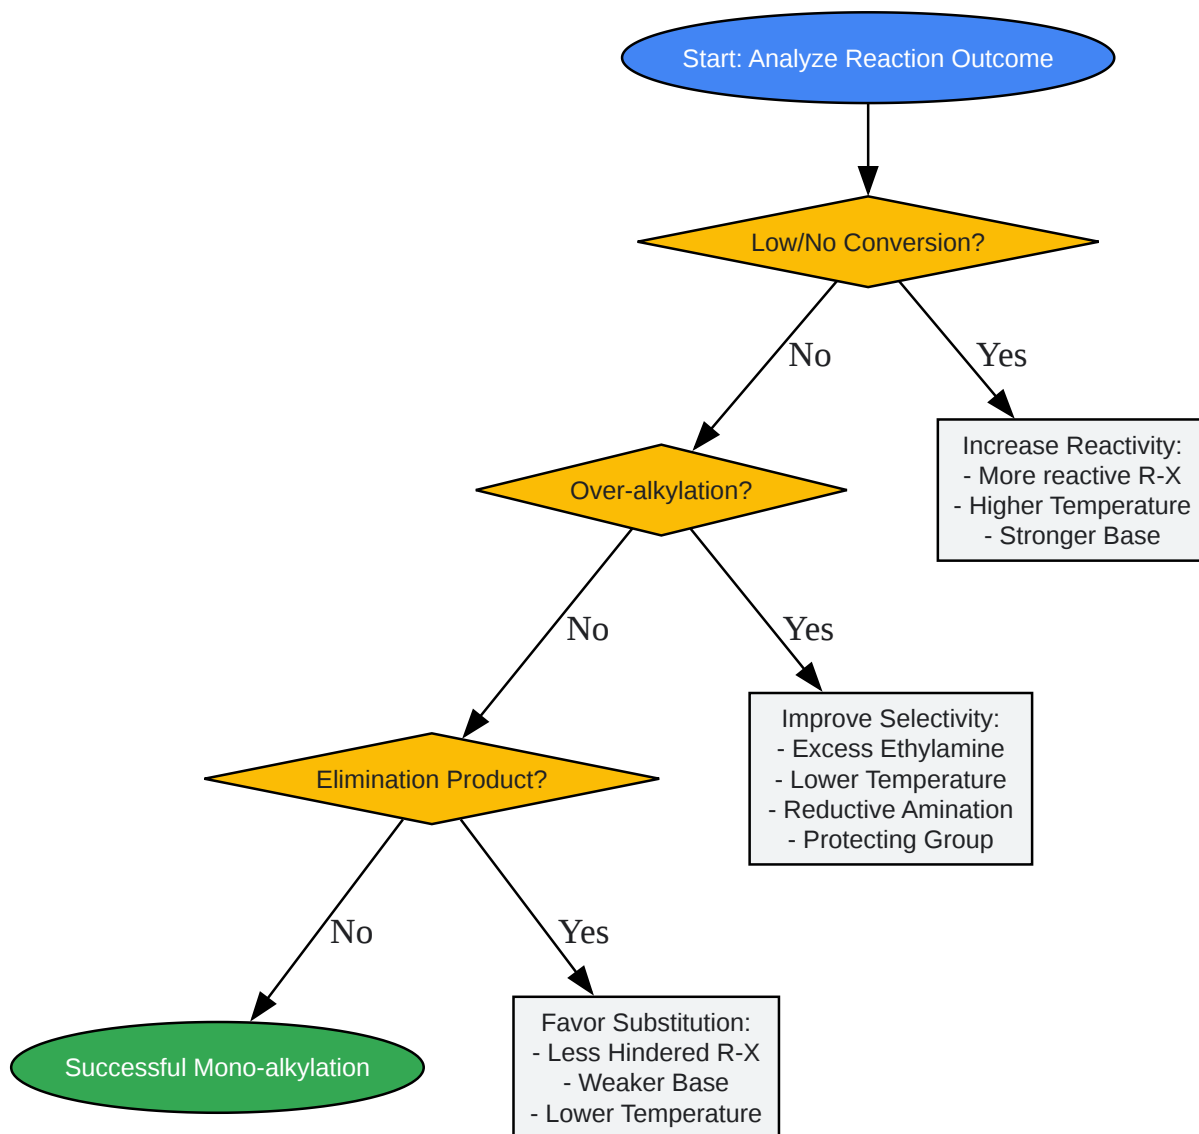 Start: Analyze Reaction Outcome
Low/No Conversion?
No
Yes
Increase Reactivity:
- More reactive R-X
- Higher Temperature
- Stronger Base
Over-alkylation?
No
Yes
Improve Selectivity:
- Excess Ethylamine
- Lower Temperature
- Reductive Amination
- Protecting Group
Elimination Product?
No
Yes
Favor Substitution:
- Less Hindered R-X
- Weaker Base
- Lower Temperature
Successful Mono-alkylation